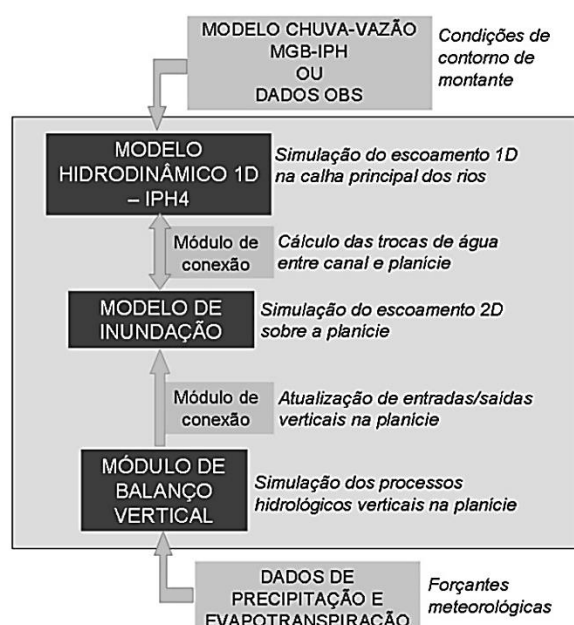 MODELO CHUVA-VAZÃO
MGB-IPH
OU
DADOS OBS
Condições de
contorno de
montante
MODELO
HIDRODINÂMICO 1D
– IPH4
Simulação do escoamento 1D
na calha principal dos rios
Módulo de
conexão
Cálculo das trocas de água
entre canal e planície
MODELO DE
INUNDAÇÃO
Simulação do escoamento 2D
sobre a planície
Módulo de
conexão
Atualização de entradas/saídas
verticais na planície
MÓDULO DE
BALANÇO
VERTICAL
Simulação dos processos
hidrológicos verticais na planície
DADOS DE
PRECIPITAÇÃO E
EVAPOTRANSPIRAÇÃO
Forçantes
meteorológicas